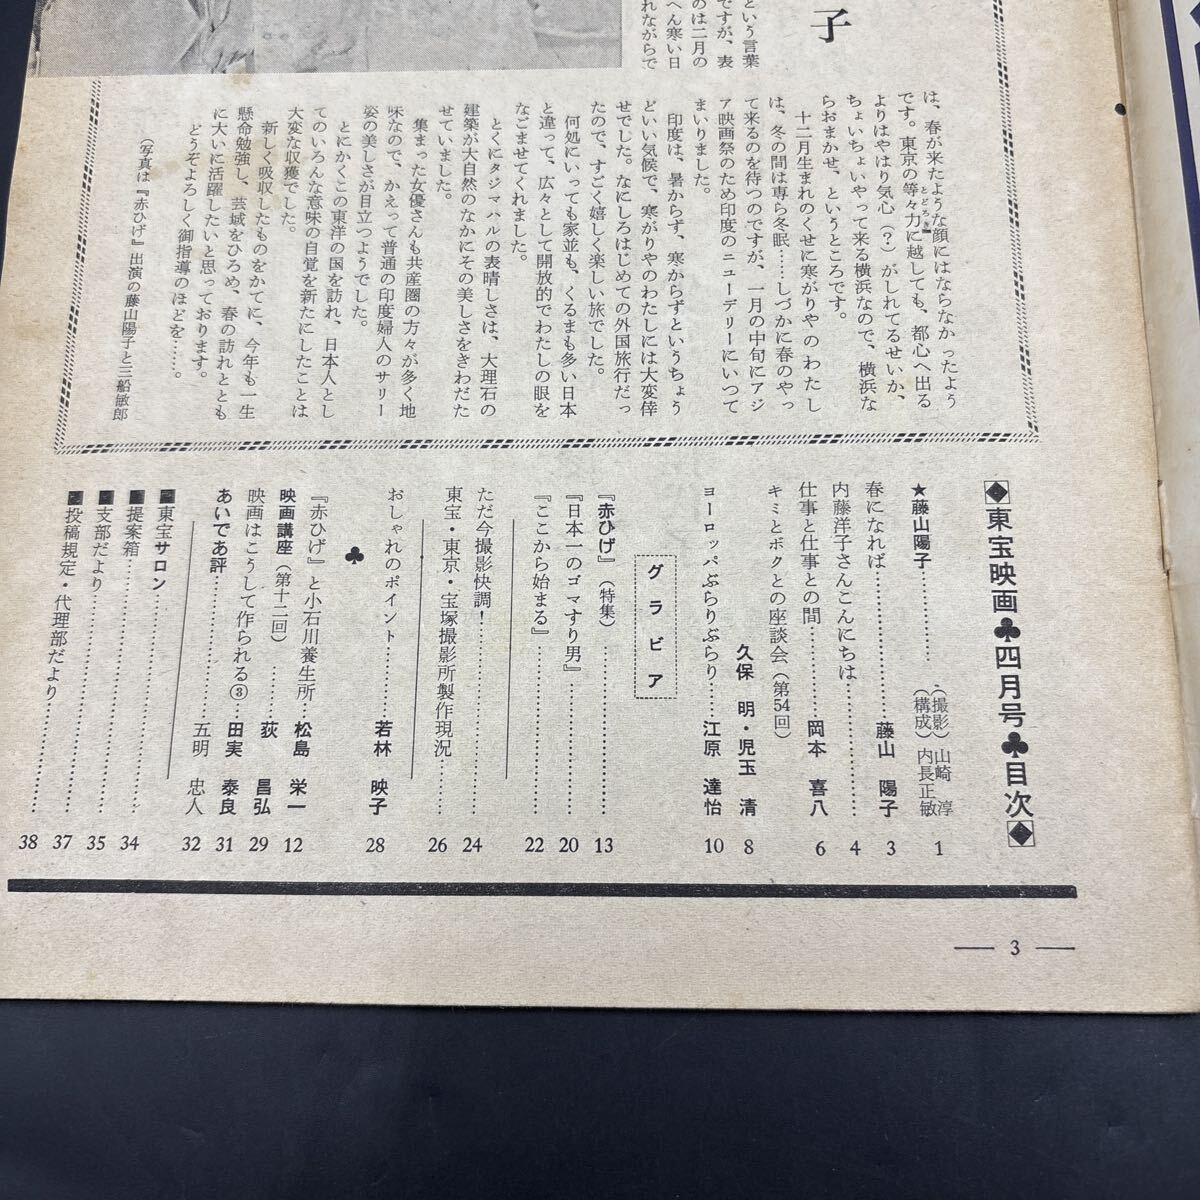 子
という言葉
ですが、表
のは二月の
へん寒い日
れながらで
は、春が来たような顔にはならなかったよう
です。東京の等々力に越しても、都心へ出る
とどろき
よりはやはり気心（？）がしれてるせいか、
ちょいちょいやって来る横浜なので、横浜な
らおまかせ、というところです。
十二月生まれのくせに寒がりやのわたし
は、冬の間は専ら冬眠……しづかに春のやっ
て来るのを待つのですが、一月の中旬にアジ
ア映画祭のため印度のニューデリーにいって
まいりました。
印度は、暑からず、寒からずというちょう
どいい気候で、寒がりやのわたしには大変倖
せでした。なにしろはじめての外国旅行だっ
たので、すごく嬉しく楽しい旅でした。
何処にいっても家並も、くるまも多い日本
と違って、広々として開放的でわたしの眼を
なごませてくれました。
とくにタジマハルの表晴しさは、大理石の
建築が大自然のなかにその美しさをきわだた
せていました。
集まった女優さんも共産圏の方々が多く地
味なので、かえって普通の印度婦人のサリー
姿の美しさが目立つようでした。
とにかくこの東洋の国を訪れ、日本人とし
てのいろんな意味の自覚を新たにしたことは
大変な収獲でした。
新しく吸収したものをかてに、今年も一生
懸命勉強し、芸域をひろめ、春の訪れととも
に大いに活躍したいと思っております。
どうぞよろしく御指導のほどを……。
（写真は『赤ひげ』出演の藤山陽子と三船敏郎
東宝映画♣四月号♣目次
★藤山陽子……（撮影）山崎 淳 （構成）内長正敏 1
春になれば……藤山 陽子 3
内藤洋子さんこんにちは…… 4
仕事と仕事との間……岡本 喜八 6
キミとボクとの座談会（第54回） 久保 明・児玉 清 8
ヨーロッパぶらりぶらり……江原 達怡 10
グラビア
『赤ひげ』（特集）…… 13
『日本一のゴマすり男』…… 20
『ここから始まる』…… 22
ただ今撮影快調！…… 24
東宝・東京・宝塚撮影所製作現況…… 26
おしゃれのポイント……若林 映子 28
♣
『赤ひげ』と小石川養生所…松島 栄一 12
映画講座（第十二回）……荻 昌弘 29
映画はこうして作られる③…田実 泰良 31
あいであ評……五明 忠人 32
東宝サロン…… 34
提案箱…… 35
支部だより…… 37
投稿規定・代理部だより…… 38
— 3 —